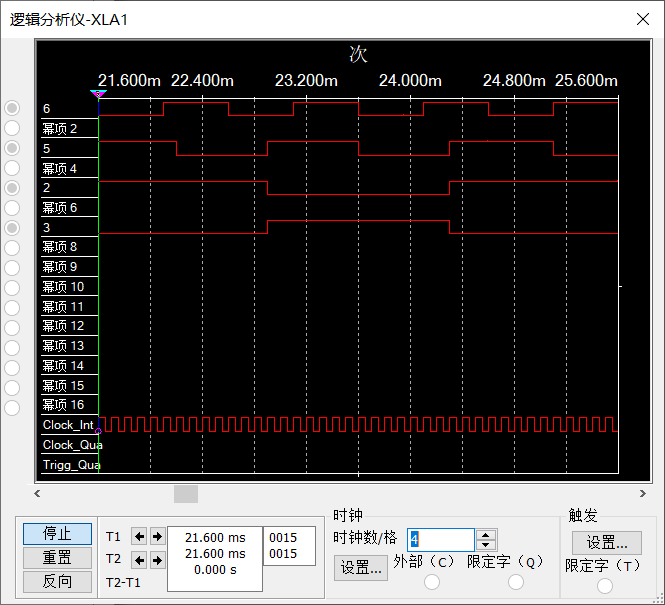 逻辑分析仪-XLA1
次
21.600m 22.400m 23.200m 24.000m 24.800m 25.600m
6
幂项 2
5
幂项 4
2
幂项 6
3
幂项 8
幂项 9
幂项 10
幂项 11
幂项 12
幂项 13
幂项 14
幂项 15
幂项 16
Clock_Int
Clock_Qua
Trigg_Qua
停止
重置
反向
T1
T2
T2-T1
21.600 ms 0015
21.600 ms 0015
0.000 s
时钟
时钟数/格 4
设置... 外部（C） 限定字（Q）
触发
设置...
限定字（T）